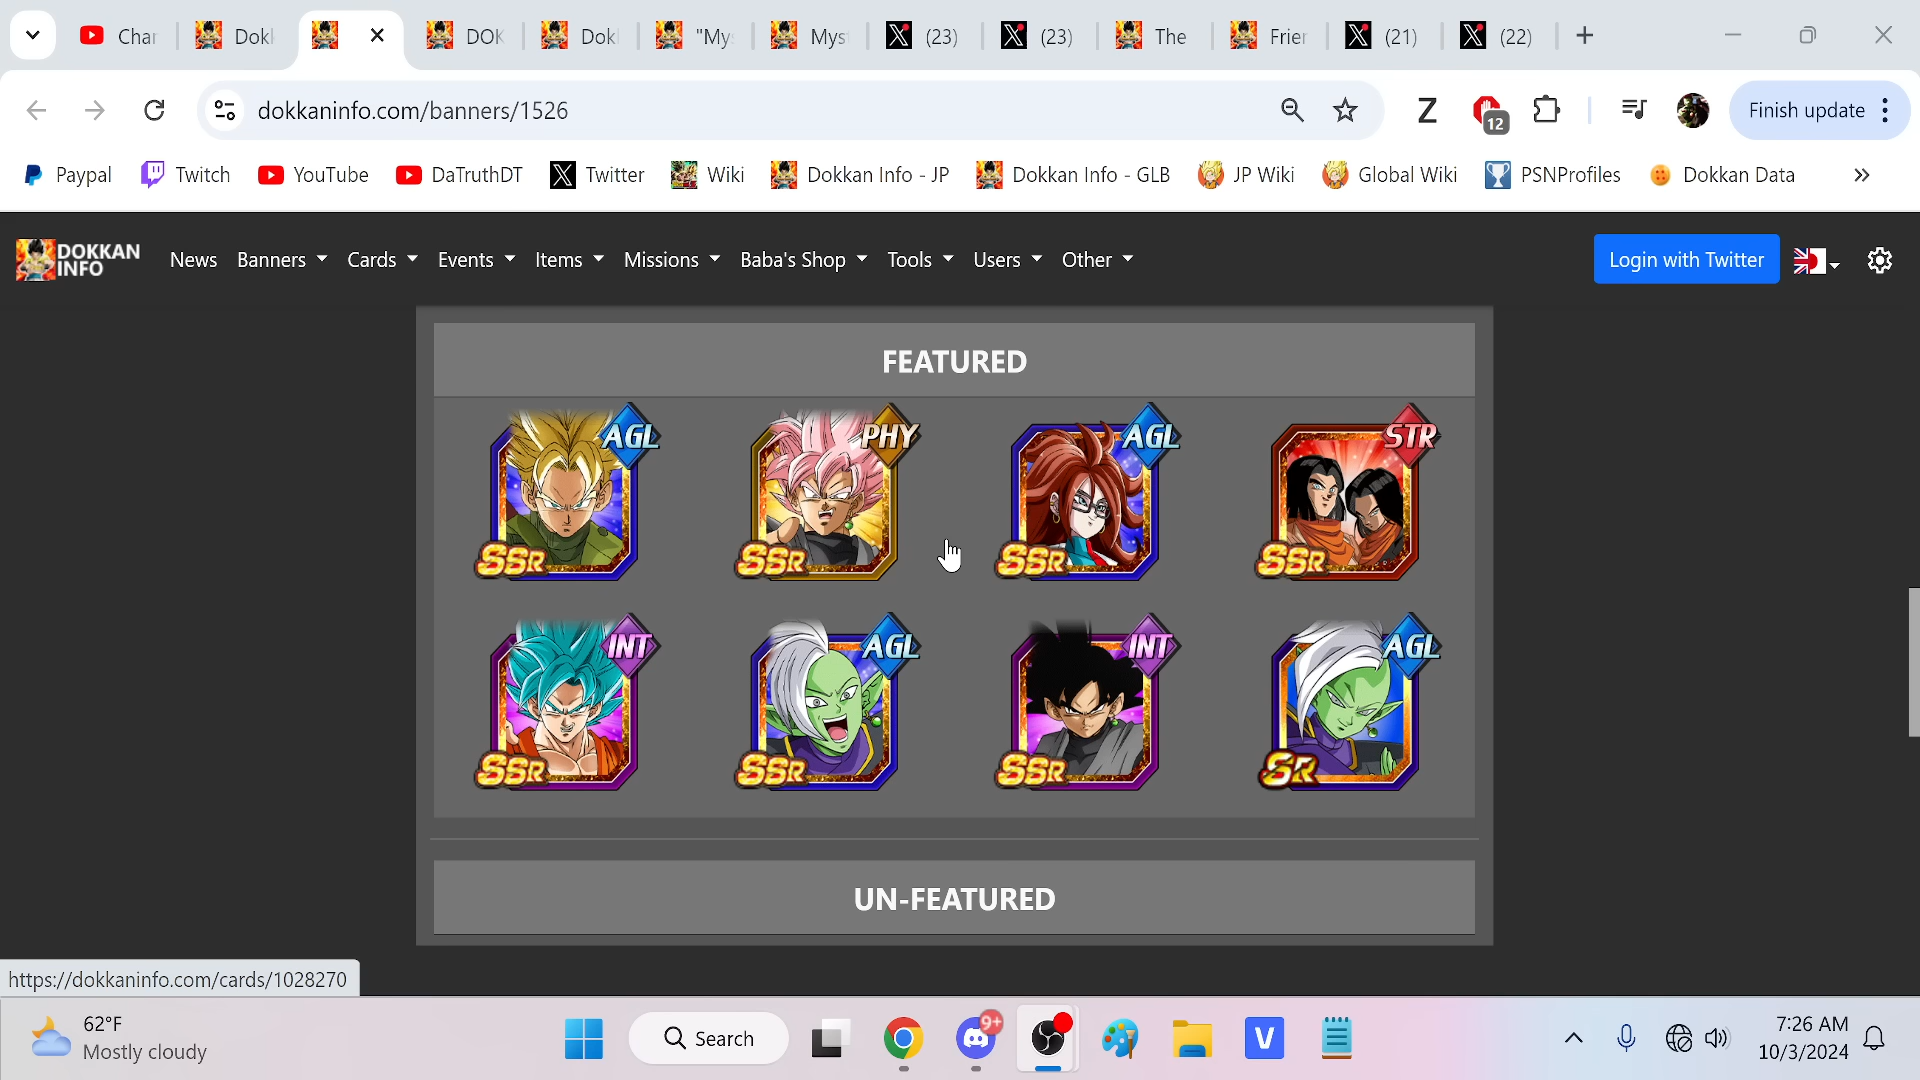 Char
Dokl
DOK
Dokl
"My
Mys
(23)
(23)
The
Frier
(21)
(22)
dokkaninfo.com/banners/1526
12
Finish update
Paypal
Twitch
YouTube
DaTruthDT
Twitter
Wiki
Dokkan Info - JP
Dokkan Info - GLB
JP Wiki
Global Wiki
PSNProfiles
Dokkan Data
DOKKAN
INFO
News
Banners
Cards
Events
Items
Missions
Baba's Shop
Tools
Users
Other
Login with Twitter
FEATURED
AGL
PHY
AGL
STR
SSR
SSR
SSR
SSR
INT
AGL
INT
AGL
SSR
SSR
SSR
SR
UN-FEATURED
https://dokkaninfo.com/cards/1028270
62°F
Mostly cloudy
Search
9+
V
7:26 AM
10/3/2024